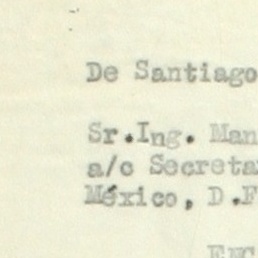 De Santiago
Sr.Ing. Man
a/c Secreta
México, D.F